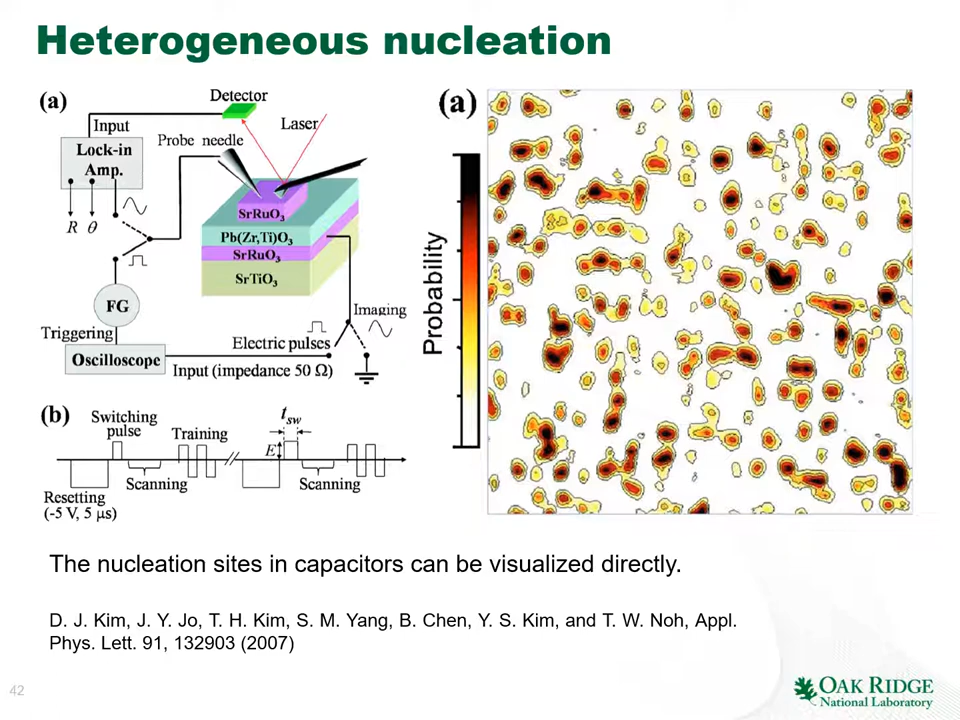 Heterogeneous nucleation
(a)
Detector
Input
Laser
Probe needle
Lock-in
Amp.
R θ
SrRuO3
Pb(Zr,Ti)O3
SrRuO3
SrTiO3
FG
Imaging
Triggering
Electric pulses
Oscilloscope
Input (impedance 50 Ω)
(b)
Switching
pulse
Training
tsw
E
Scanning
Scanning
Resetting
(-5 V, 5 μs)
(a)
Probability
The nucleation sites in capacitors can be visualized directly.
D. J. Kim, J. Y. Jo, T. H. Kim, S. M. Yang, B. Chen, Y. S. Kim, and T. W. Noh, Appl.
Phys. Lett. 91, 132903 (2007)
42
OAK RIDGE
National Laboratory